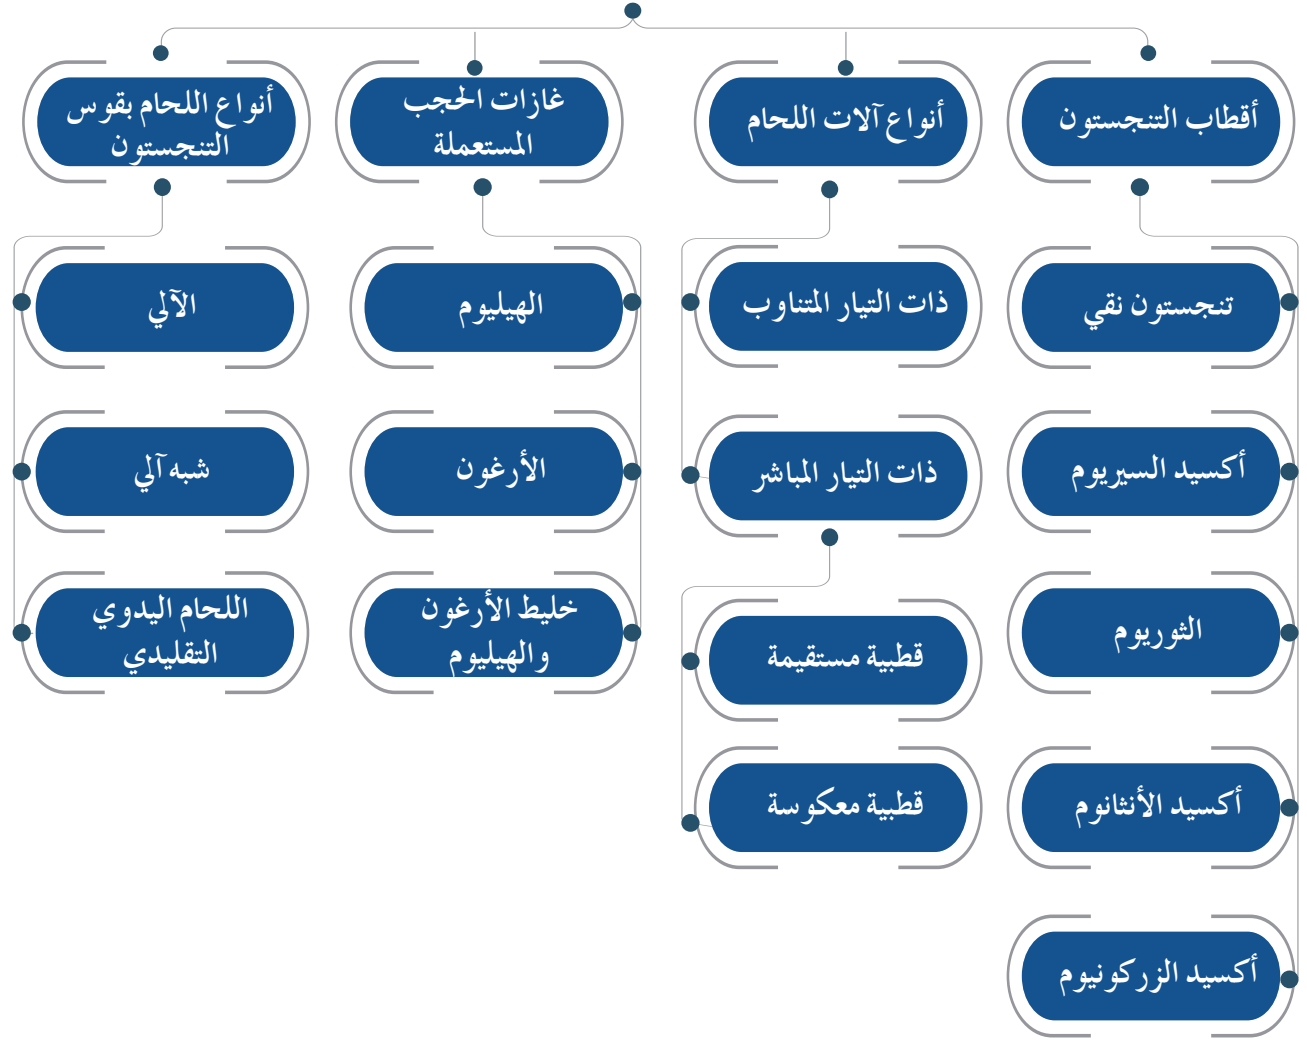 أقطاب التنجستون
أنواع آلات اللحام
غازات الحجب
المستعملة
أنواع اللحام بقوس
التنجستون
تنجستون نقي
أكسيد السيريوم
الثوريوم
أكسيد الأنثانوم
أكسيد الزركونيوم
ذات التيار المتناوب
ذات التيار المباشر
قطبية مستقيمة
قطبية معكوسة
الهيليوم
الأرغون
خليط الأرغون
والهيليوم
الآلي
شبه آلي
اللحام اليدوي
التقليدي